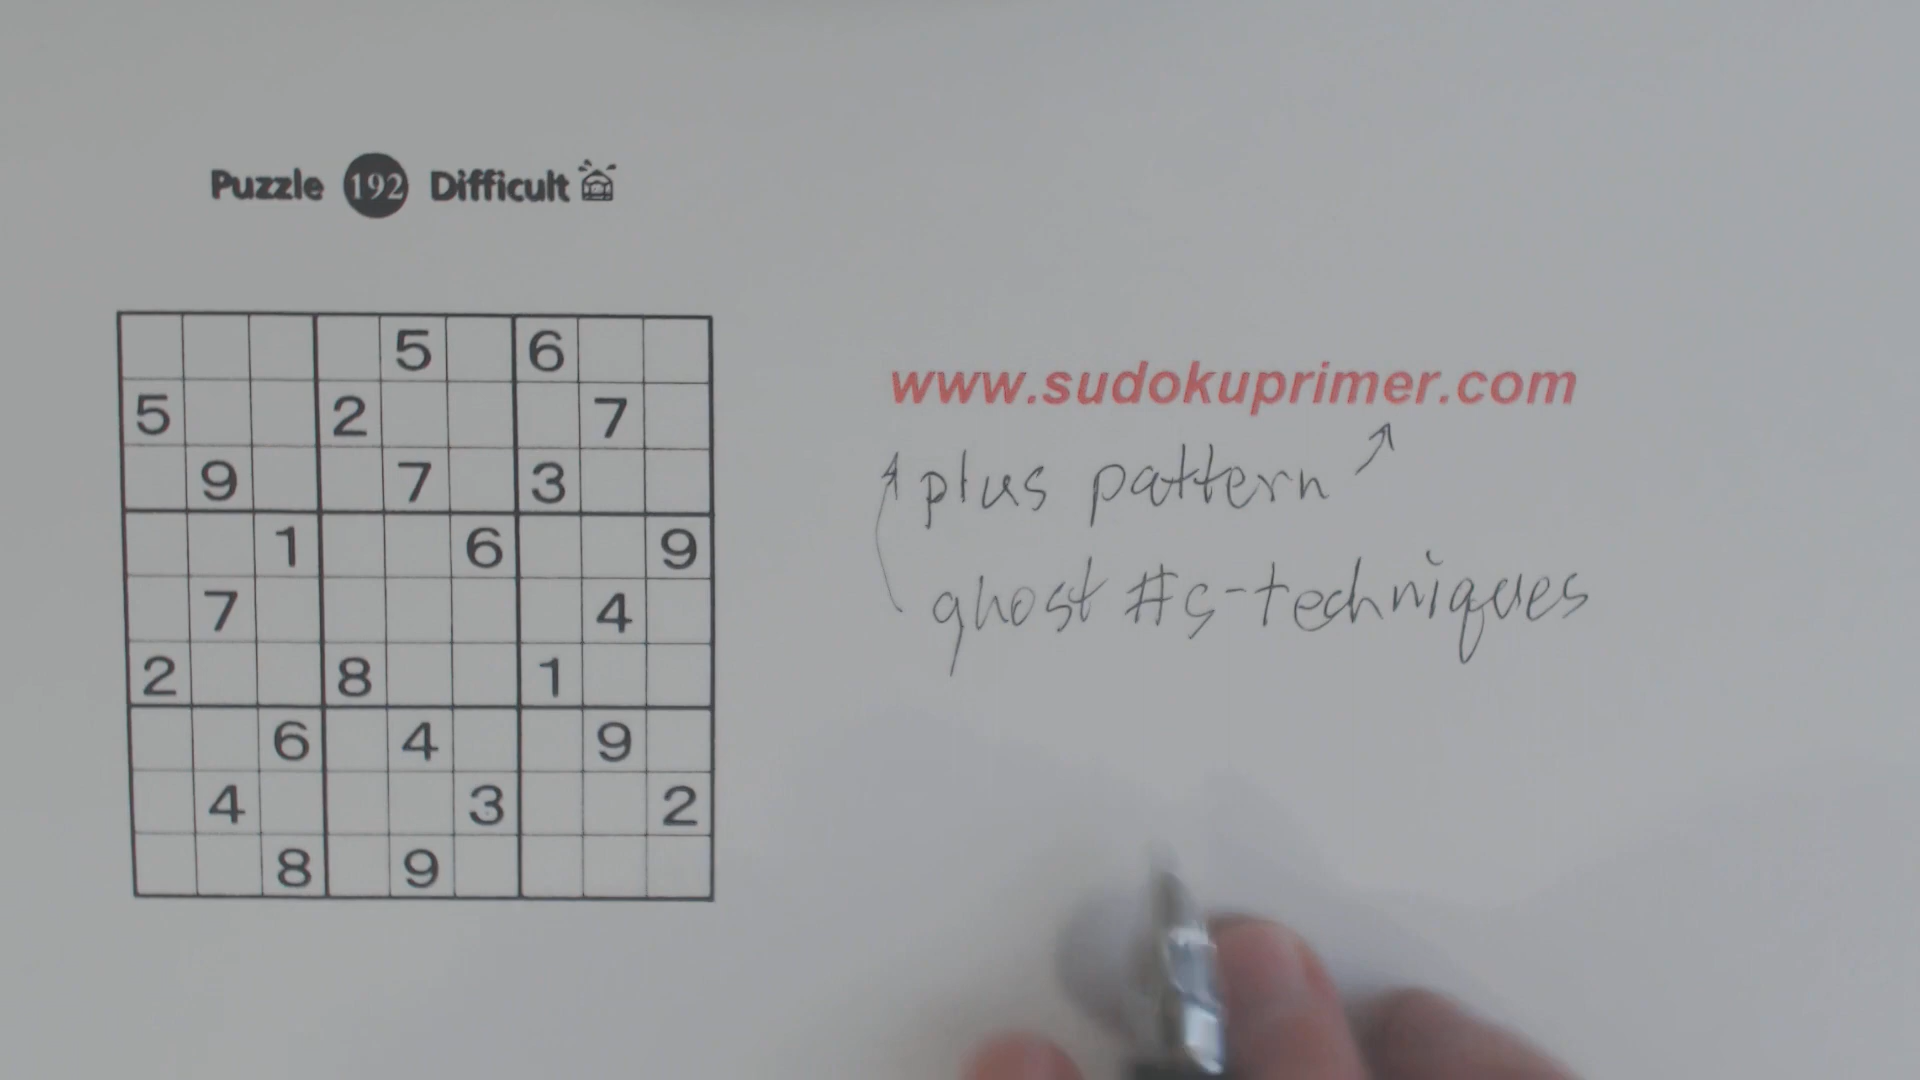 Puzzle 192 Difficult
5 6
5 2 7
9 7 3
1 6 9
7 4
2 8 1
6 4 9
4 3 2
8 9
www.sudokuprimer.com
plus pattern
ghost #s-techniques